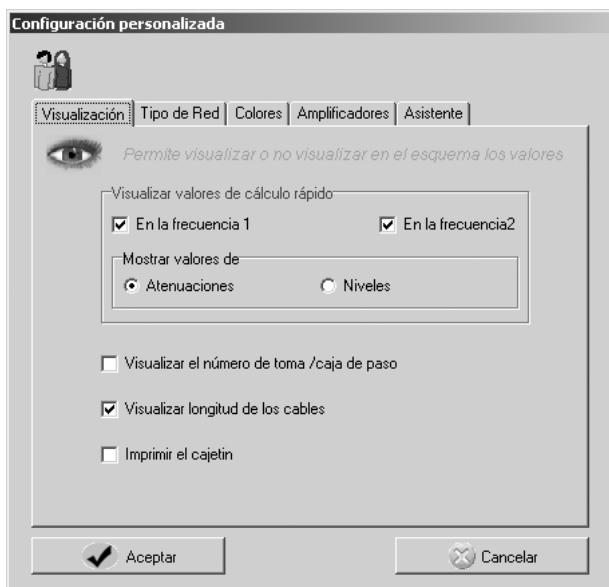 Configuración personalizada
Visualización Tipo de Red Colores Amplificadores Asistente
Permite visualizar o no visualizar en el esquema los valores
Visualizar valores de cálculo rápido
En la frecuencia 1 En la frecuencia2
Mostrar valores de
Atenuaciones Niveles
Visualizar el número de toma /caja de paso
Visualizar longitud de los cables
Imprimir el cajetin
Aceptar Cancelar